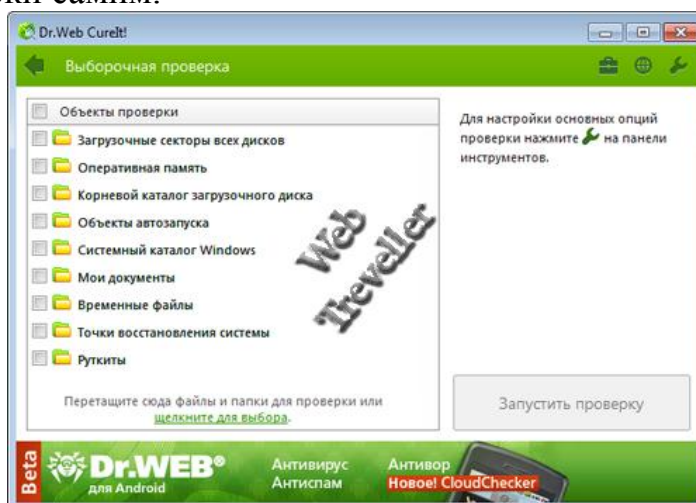 ки самим.
Dr.Web CureIt!
Выборочная проверка
Объекты проверки
Загрузочные секторы всех дисков
Оперативная память
Корневой каталог загрузочного диска
Объекты автозапуска
Системный каталог Windows
Мои документы
Временные файлы
Точки восстановления системы
Руткиты
Перетащите сюда файлы и папки для проверки или
щелкните для выбора.
Для настройки основных опций
проверки нажмите на панели
инструментов.
Запустить проверку
Web
Treveller
Beta
Dr.WEB®
для Android
Антивирус
Антиспам
Антивор
Новое! CloudChecker